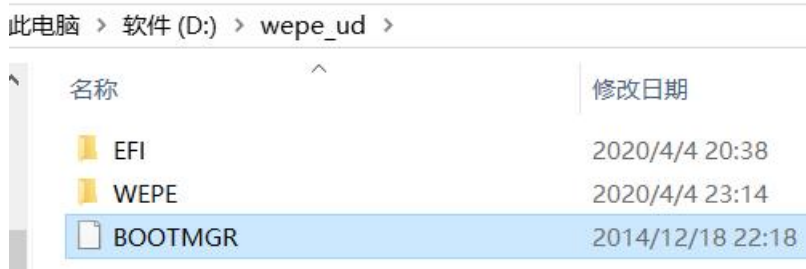 此电脑 > 软件 (D:) > wepe_ud >
名称 修改日期
EFI 2020/4/4 20:38
WEPE 2020/4/4 23:14
BOOTMGR 2014/12/18 22:18